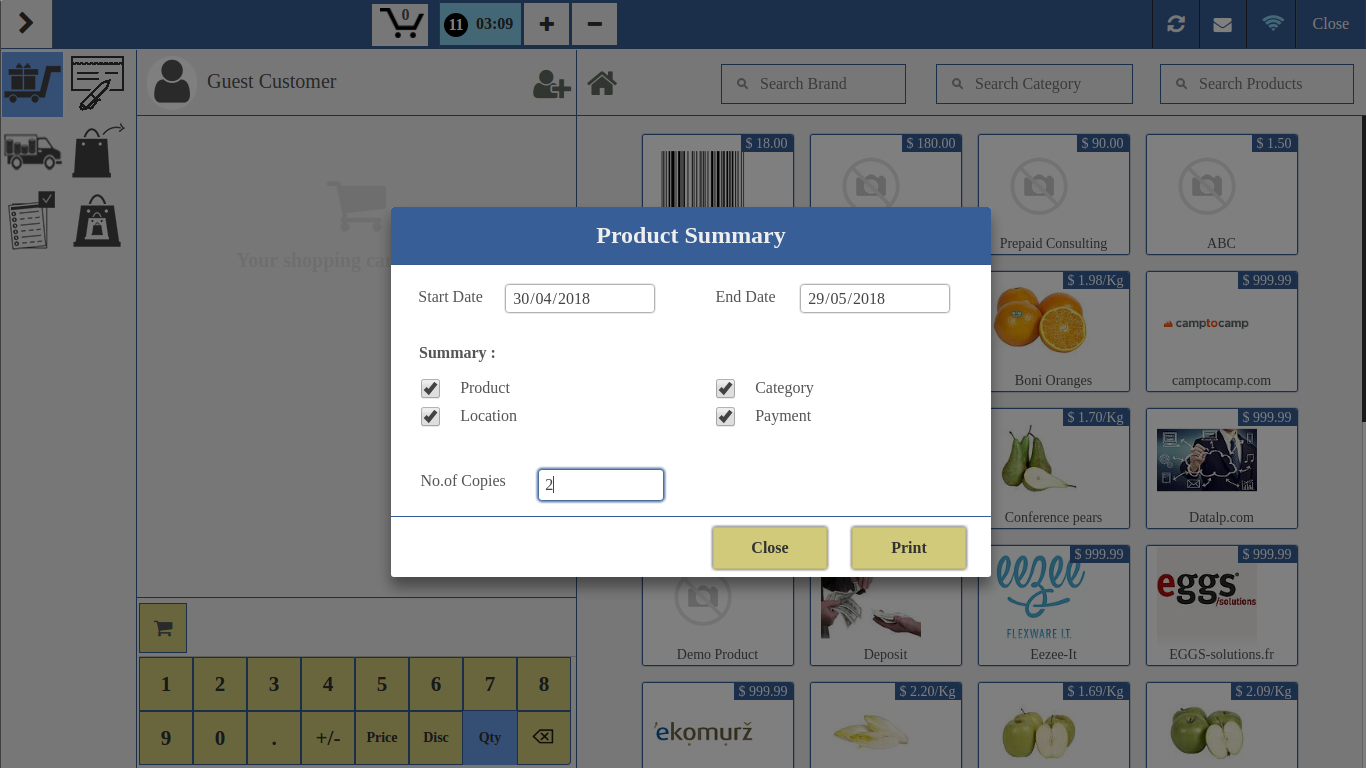 0
11 03:09
+
−
Close
Guest Customer
Search Brand
Search Category
Search Products
Your shopping
$ 18.00
$ 180.00
$ 90.00
$ 1.50
Prepaid Consulting
ABC
Product Summary
Start Date
30/04/2018
End Date
29/05/2018
Summary :
Product
Category
Location
Payment
No.of Copies
2
Close
Print
$ 1.98/Kg
$ 999.99
camptocamp
Boni Oranges
camptocamp.com
$ 1.70/Kg
$ 999.99
Conference pears
Datalp.com
$ 999.99
$ 999.99
eezee
FLEXWARE I.T.
eggs
/solutions
Demo Product
Deposit
Eezee-It
EGGS-solutions.fr
1 2 3 4 5 6 7 8
9 0 . +/- Price Disc Qty
$ 999.99
$ 2.20/Kg
$ 1.69/Kg
$ 2.09/Kg
'ekomurz